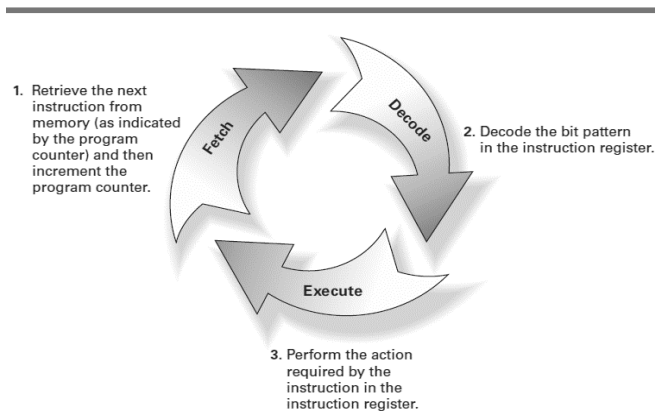 1. Retrieve the next
instruction from
memory (as indicated
by the program
counter) and then
increment the
program counter.
Fetch
Decode
2. Decode the bit pattern
in the instruction register.
Execute
3. Perform the action
required by the
instruction in the
instruction register.